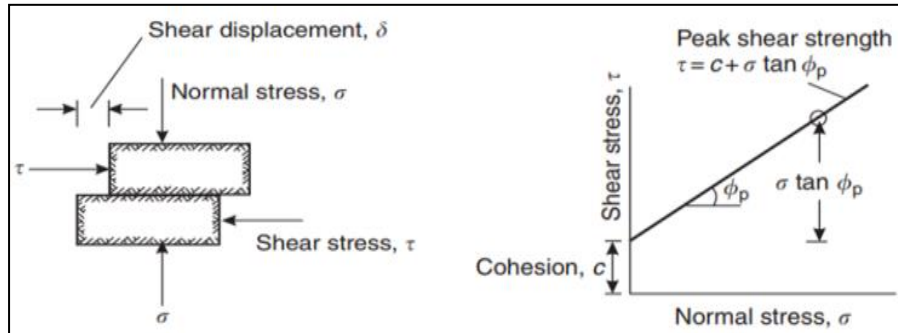 Shear displacement, δ
Normal stress, σ
τ
Shear stress, τ
σ
Peak shear strength
τ = c + σ tan ϕp
Shear stress, τ
ϕp
σ tan ϕp
Cohesion, c
Normal stress, σ